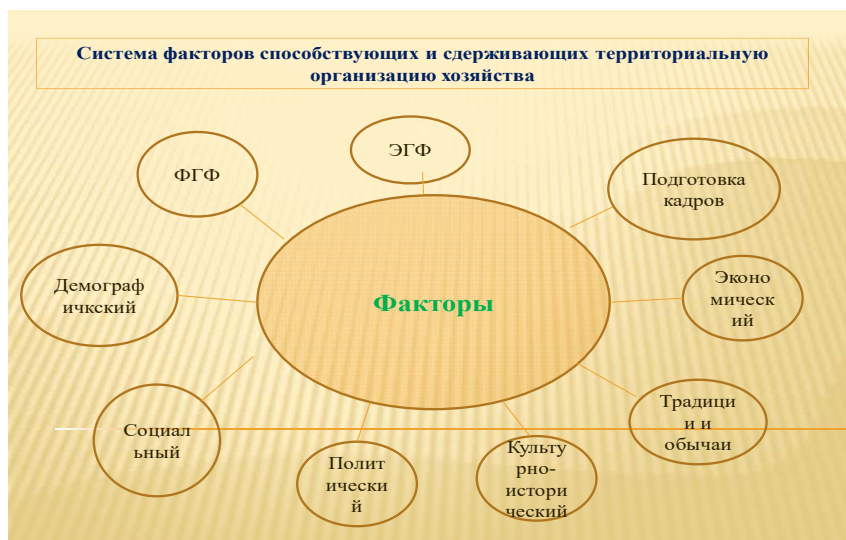 Система факторов способствующих и сдерживающих территориальную
организацию хозяйства
ЭГФ
ФГФ
Подготовка
кадров
Демограф
ичкский
Эконо
мическ
ий
Факторы
Традици
и и
обычаи
Социал
ьный
Полит
ически
й
Культу
рно-
истори
ческий